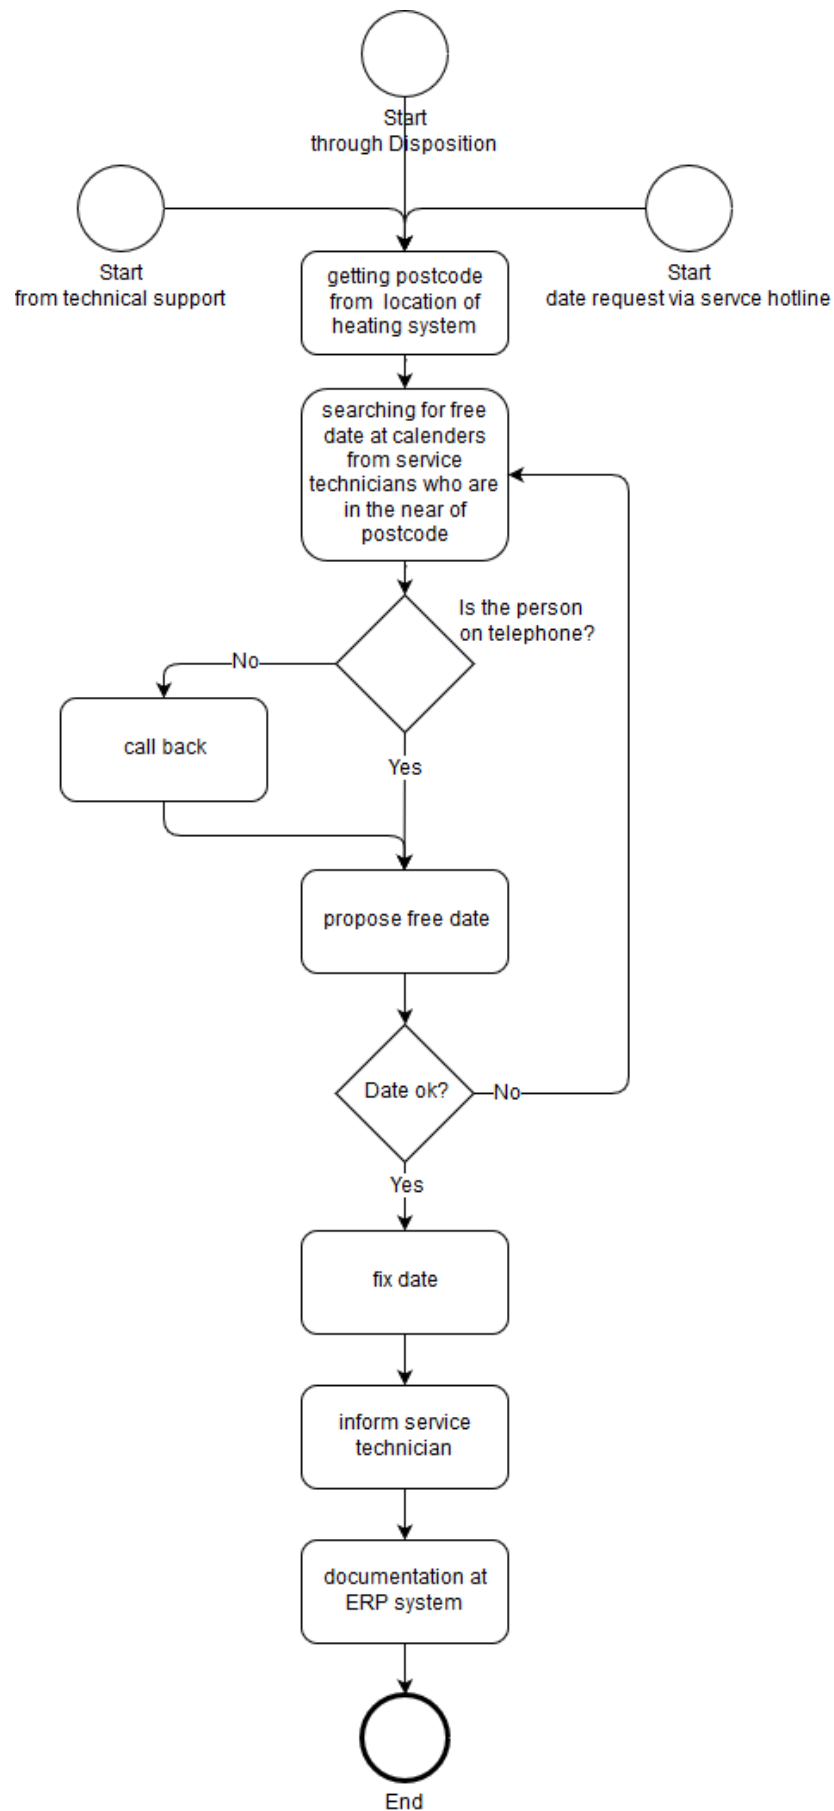 Start
through Disposition
Start
from technical support
Start
date request via servce hotline
getting postcode
from location of
heating system
searching for free
date at calenders
from service
technicians who are
in the near of
postcode
Is the person
on telephone?
No
call back
Yes
propose free date
Date ok?
No
Yes
fix date
inform service
technician
documentation at
ERP system
End